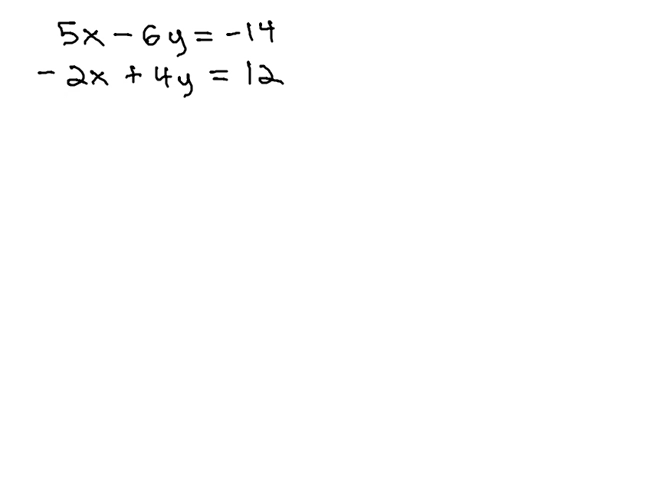 5x - 6y = -14
- 2x + 4y = 12